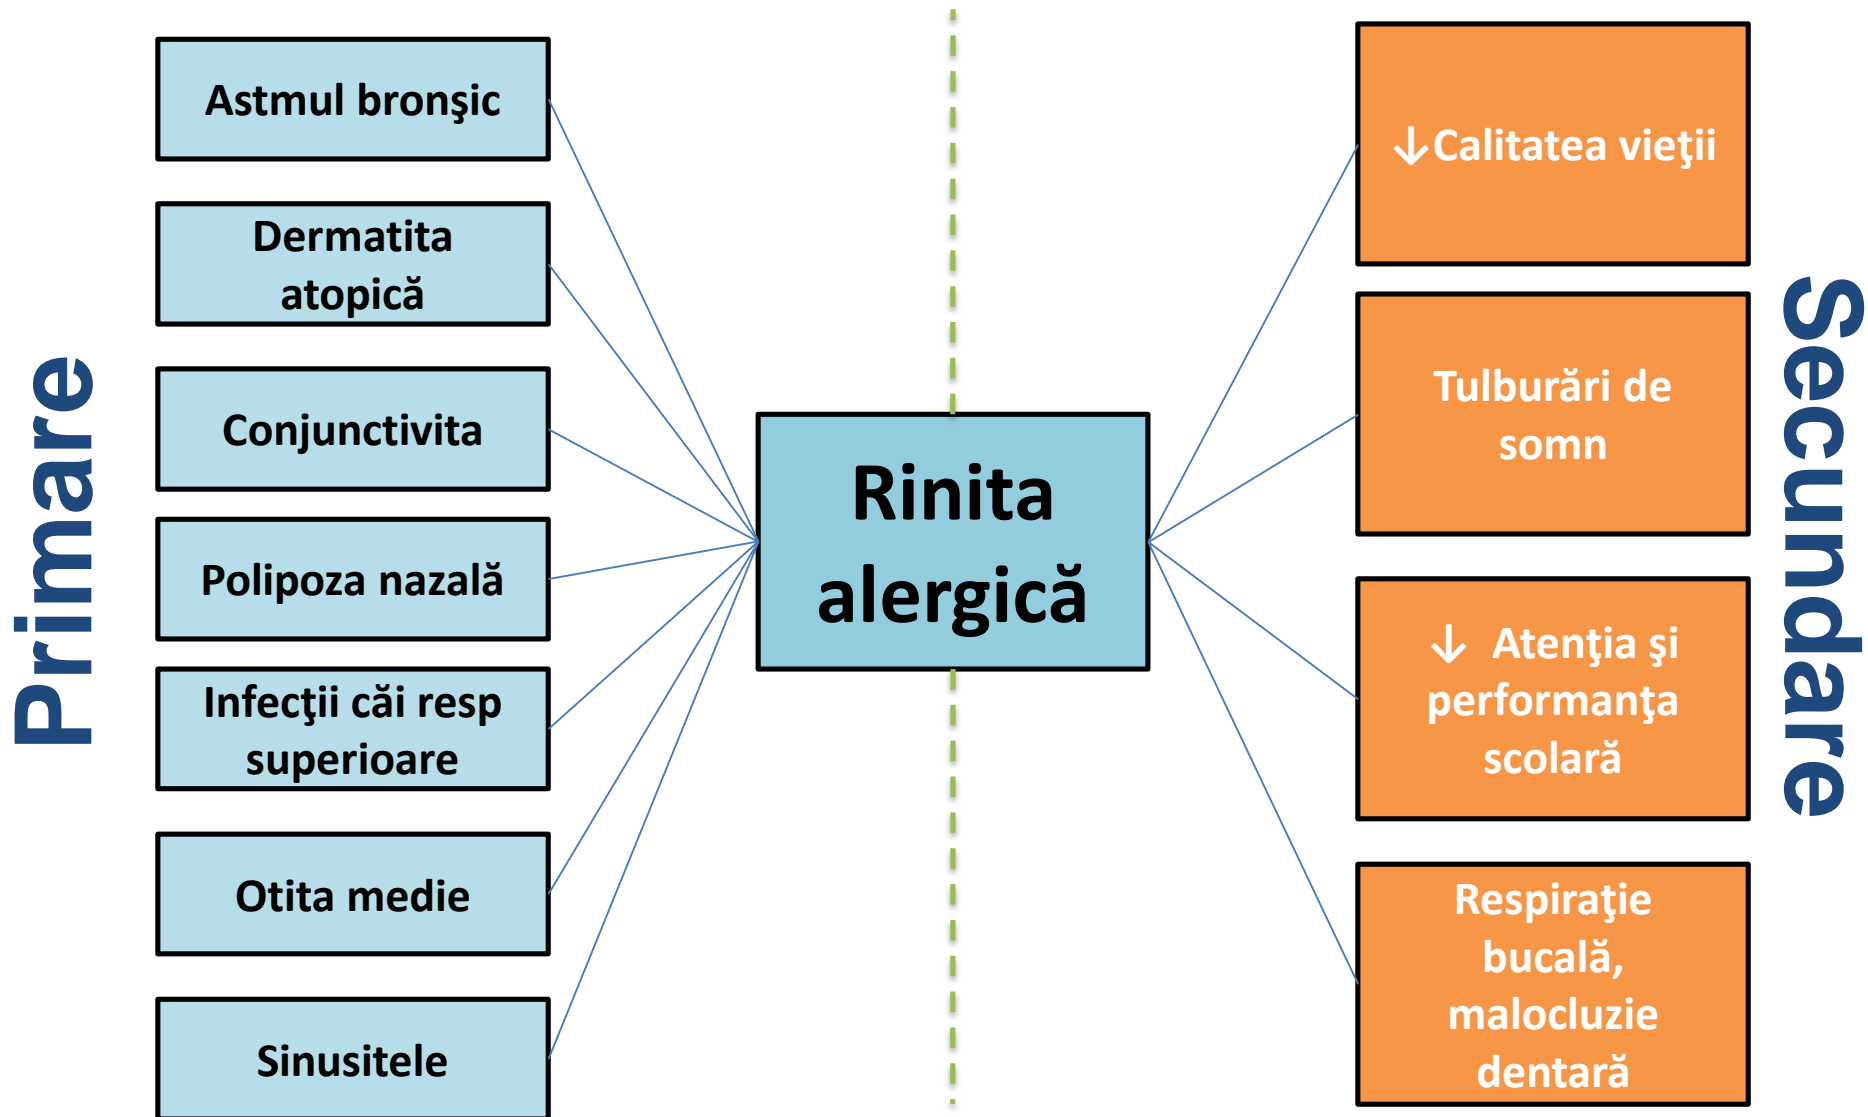 Primare
Astmul bronşic
Dermatita
atopică
Conjunctivita
Polipoza nazală
Infecţii căi resp
superioare
Otita medie
Sinusitele
Rinita
alergică
↓Calitatea vieţii
Tulburări de
somn
↓ Atenţia şi
performanţa
scolară
Respiraţie
bucală,
malocluzie
dentară
Secundare